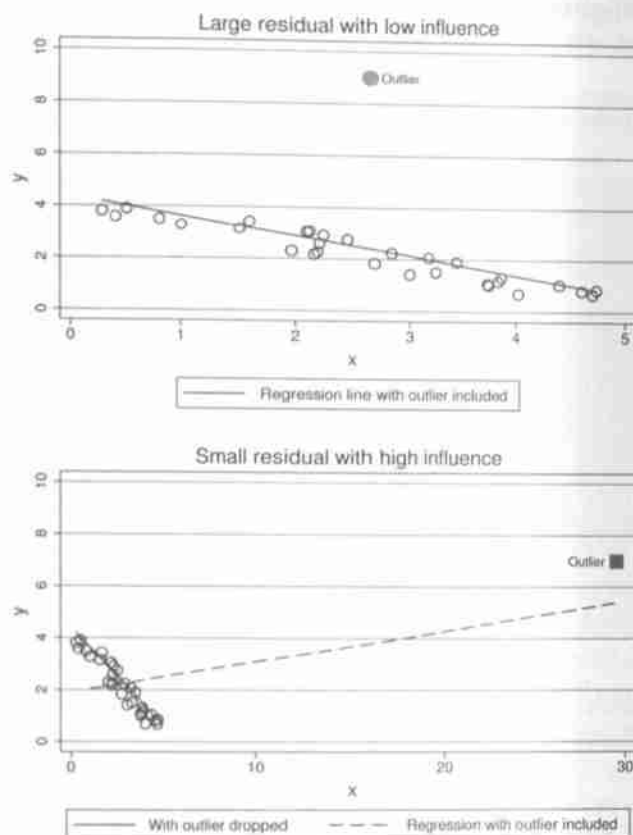 Large residual with low influence
10
8
6
4
2
0
y
Outlier
0 1 2 3 4 5
x
Regression line with outlier included
Small residual with high influence
10
8
6
4
2
0
y
Outlier
0 10 20 30
x
With outlier dropped Regression with outlier included